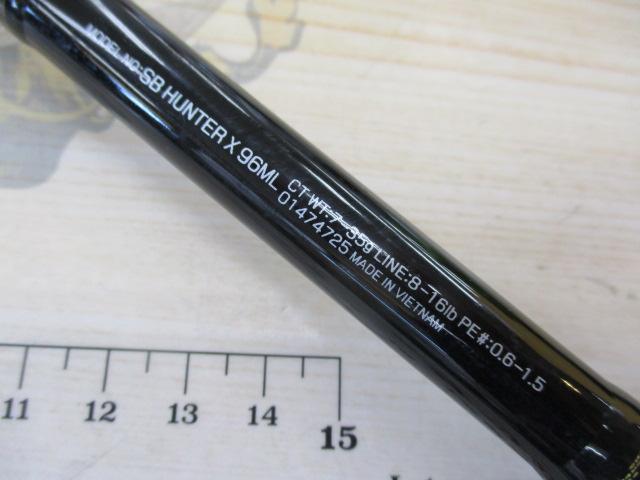 MODEL NO.:SB HUNTER X 96ML CT WT:7-35g LINE:8-16lb PE#:0.6-1.5
01474725 MADE IN VIETNAM
11 12 13 14 15